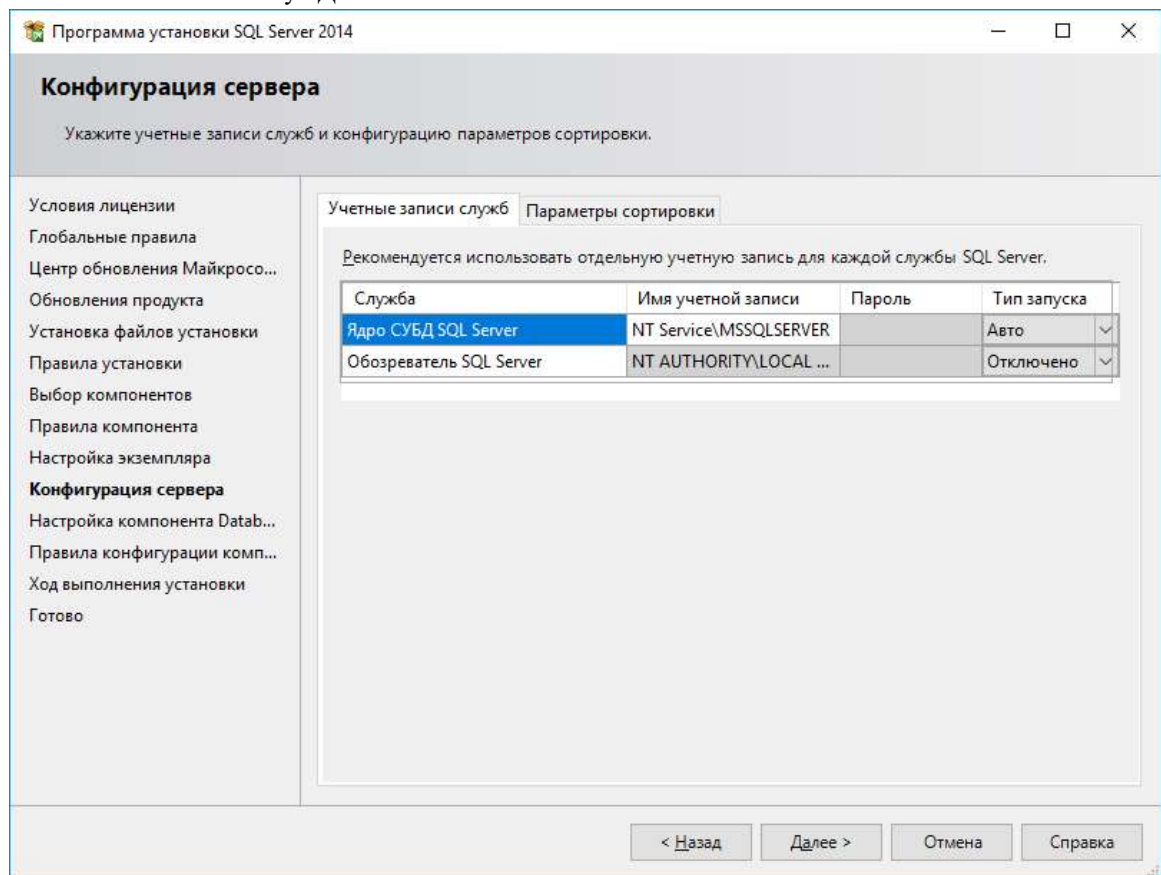 Программа установки SQL Server 2014
Конфигурация сервера
Укажите учетные записи служб и конфигурацию параметров сортировки.
Условия лицензии
Глобальные правила
Центр обновления Майкросо...
Обновления продукта
Установка файлов установки
Правила установки
Выбор компонентов
Правила компонента
Настройка экземпляра
Конфигурация сервера
Настройка компонента Datab...
Правила конфигурации комп...
Ход выполнения установки
Готово
Учетные записи служб Параметры сортировки
Рекомендуется использовать отдельную учетную запись для каждой службы SQL Server.
Служба Имя учетной записи Пароль Тип запуска
Ядро СУБД SQL Server NT Service\MSSQLSERVER Авто
Обозреватель SQL Server NT AUTHORITY\LOCAL ... Отключено
< Назад Далее > Отмена Справка